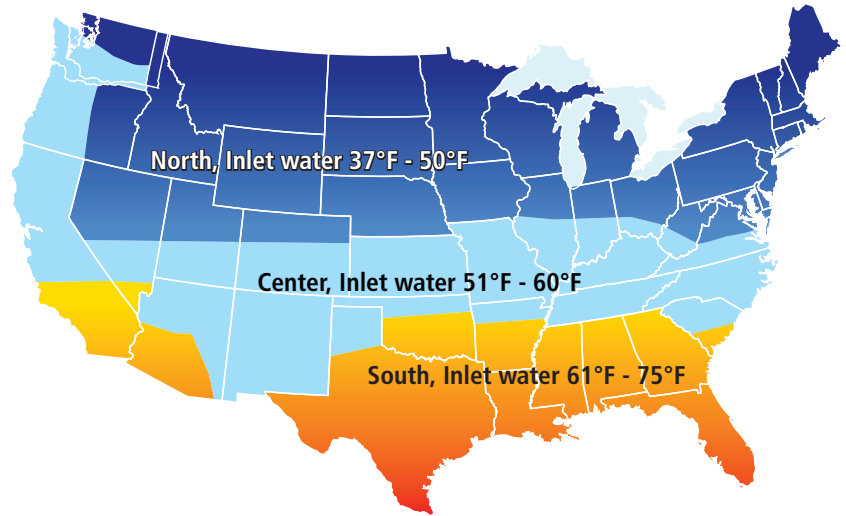 North, Inlet water 37°F - 50°F
Center, Inlet water 51°F - 60°F
South, Inlet water 61°F - 75°F